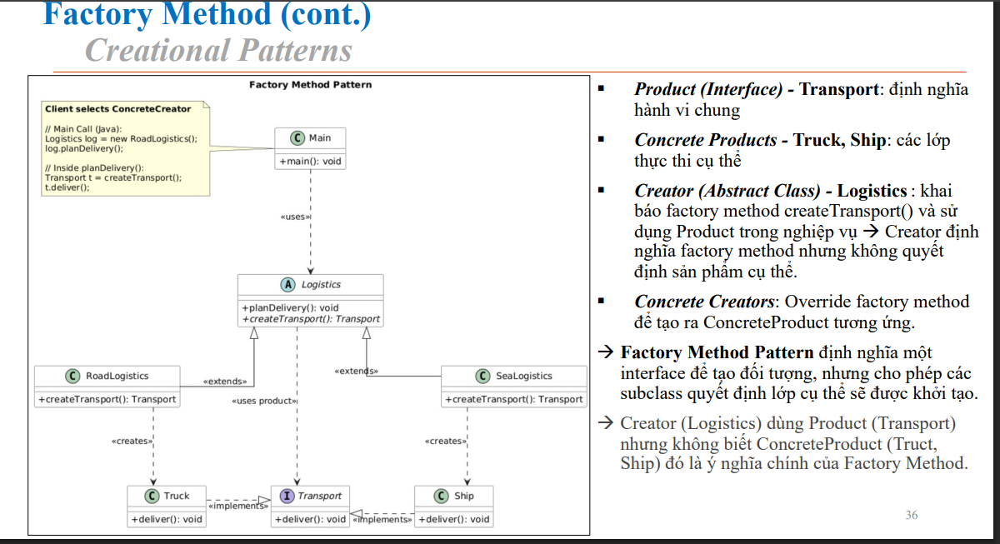 Factory Method (cont.)
Creational Patterns
Factory Method Pattern
Client selects ConcreteCreator
// Main Call (Java):
Logistics log = new RoadLogistics();
log.planDelivery();
// Inside planDelivery():
Transport t = createTransport();
t.deliver();
C Main
+main(): void
«uses»
A Logistics
+planDelivery(): void
+createTransport(): Transport
C RoadLogistics
+createTransport(): Transport
«extends»
«extends»
C SeaLogistics
+createTransport(): Transport
«uses product»
«creates»
«creates»
C Truck
+deliver(): void
«implements»
I Transport
+deliver(): void
«implements»
C Ship
+deliver(): void
▪ Product (Interface) - Transport: định nghĩa
hành vi chung
▪ Concrete Products - Truck, Ship: các lớp
thực thi cụ thể
▪ Creator (Abstract Class) - Logistics : khai
báo factory method createTransport() và sử
dụng Product trong nghiệp vụ → Creator định
nghĩa factory method nhưng không quyết
định sản phẩm cụ thể.
▪ Concrete Creators: Override factory method
để tạo ra ConcreteProduct tương ứng.
→ Factory Method Pattern định nghĩa một
interface để tạo đối tượng, nhưng cho phép các
subclass quyết định lớp cụ thể sẽ được khởi tạo.
→ Creator (Logistics) dùng Product (Transport)
nhưng không biết ConcreteProduct (Truct,
Ship) đó là ý nghĩa chính của Factory Method.
36